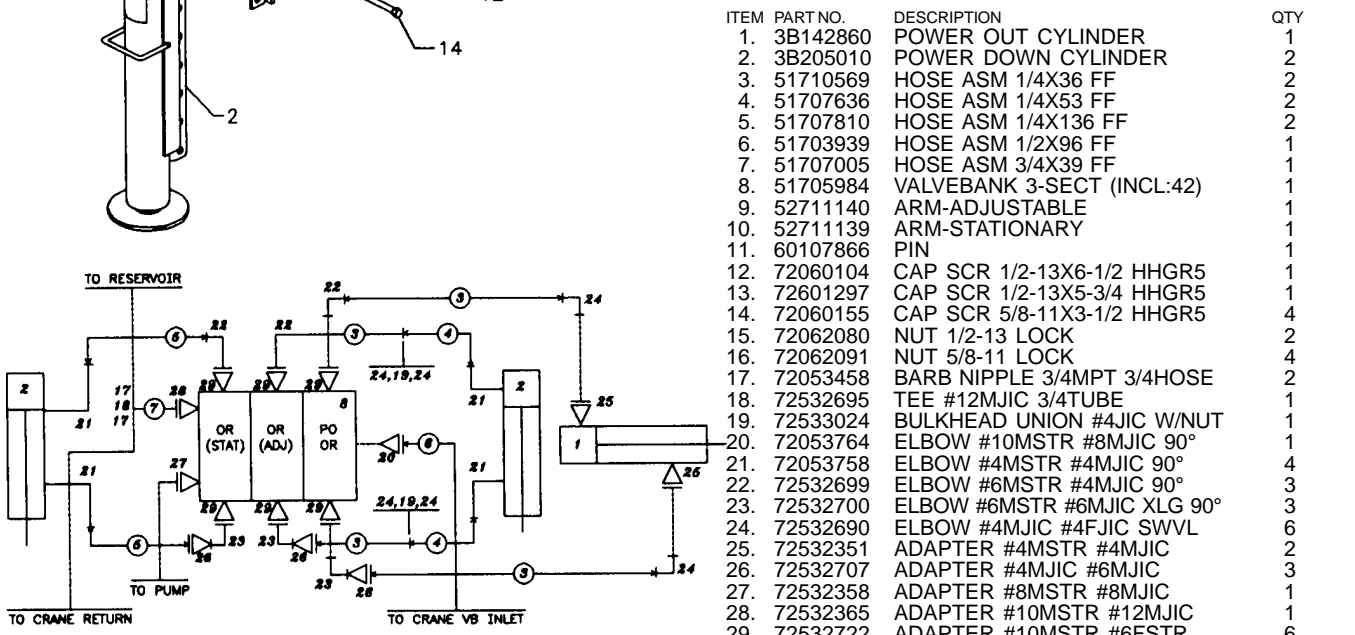 14
2
ITEM PART NO. DESCRIPTION QTY
1. 3B142860 POWER OUT CYLINDER 1
2. 3B205010 POWER DOWN CYLINDER 2
3. 51710569 HOSE ASM 1/4X36 FF 2
4. 51707636 HOSE ASM 1/4X53 FF 2
5. 51707810 HOSE ASM 1/4X136 FF 2
6. 51703939 HOSE ASM 1/2X96 FF 1
7. 51707005 HOSE ASM 3/4X39 FF 1
8. 51705984 VALVEBANK 3-SECT (INCL:42) 1
9. 52711140 ARM-ADJUSTABLE 1
10. 52711139 ARM-STATIONARY 1
11. 60107866 PIN 1
12. 72060104 CAP SCR 1/2-13X6-1/2 HHGR5 1
13. 72601297 CAP SCR 1/2-13X5-3/4 HHGR5 1
14. 72062155 CAP SCR 5/8-11X3-1/2 HHGR5 4
15. 72062080 NUT 1/2-13 LOCK 2
16. 72062091 NUT 5/8-11 LOCK 4
17. 72053458 BARB NIPPLE 3/4MPT 3/4HOSE 2
18. 72532695 TEE #12MJIC 3/4TUBE 1
19. 72533024 BULKHEAD UNION #4JIC W/NUT 1
20. 72053764 ELBOW #10MSTR #8MJIC 90° 1
21. 72053758 ELBOW #4MSTR #4MJIC 90° 4
22. 72532699 ELBOW #6MSTR #4MJIC 90° 3
23. 72532700 ELBOW #6MSTR #6MJIC XLG 90° 3
24. 72532690 ELBOW #4MJIC #4FJIC SWVL 6
25. 72532351 ADAPTER #4MSTR #4MJIC 2
26. 72532707 ADAPTER #4MJIC #6MJIC 3
27. 72532358 ADAPTER #8MSTR #8MJIC 1
28. 72532365 ADAPTER #10MSTR #12MJIC 1
29. 72532722 ADAPTER #10MSTR #6FSTR 6
TO RESERVOIR
22
3
24
5
22
22
3
4
24,19,24
2
29
29
29
8
2
21
17
18
17
7
28
21
25
OR
(STAT)
OR
(ADJ)
PO
OR
20
6
1
21
27
21
25
29
29
29
24,19,24
5
26
23
23
26
3
4
23
26
3
24
TO PUMP
TO CRANE RETURN
TO CRANE VB INLET